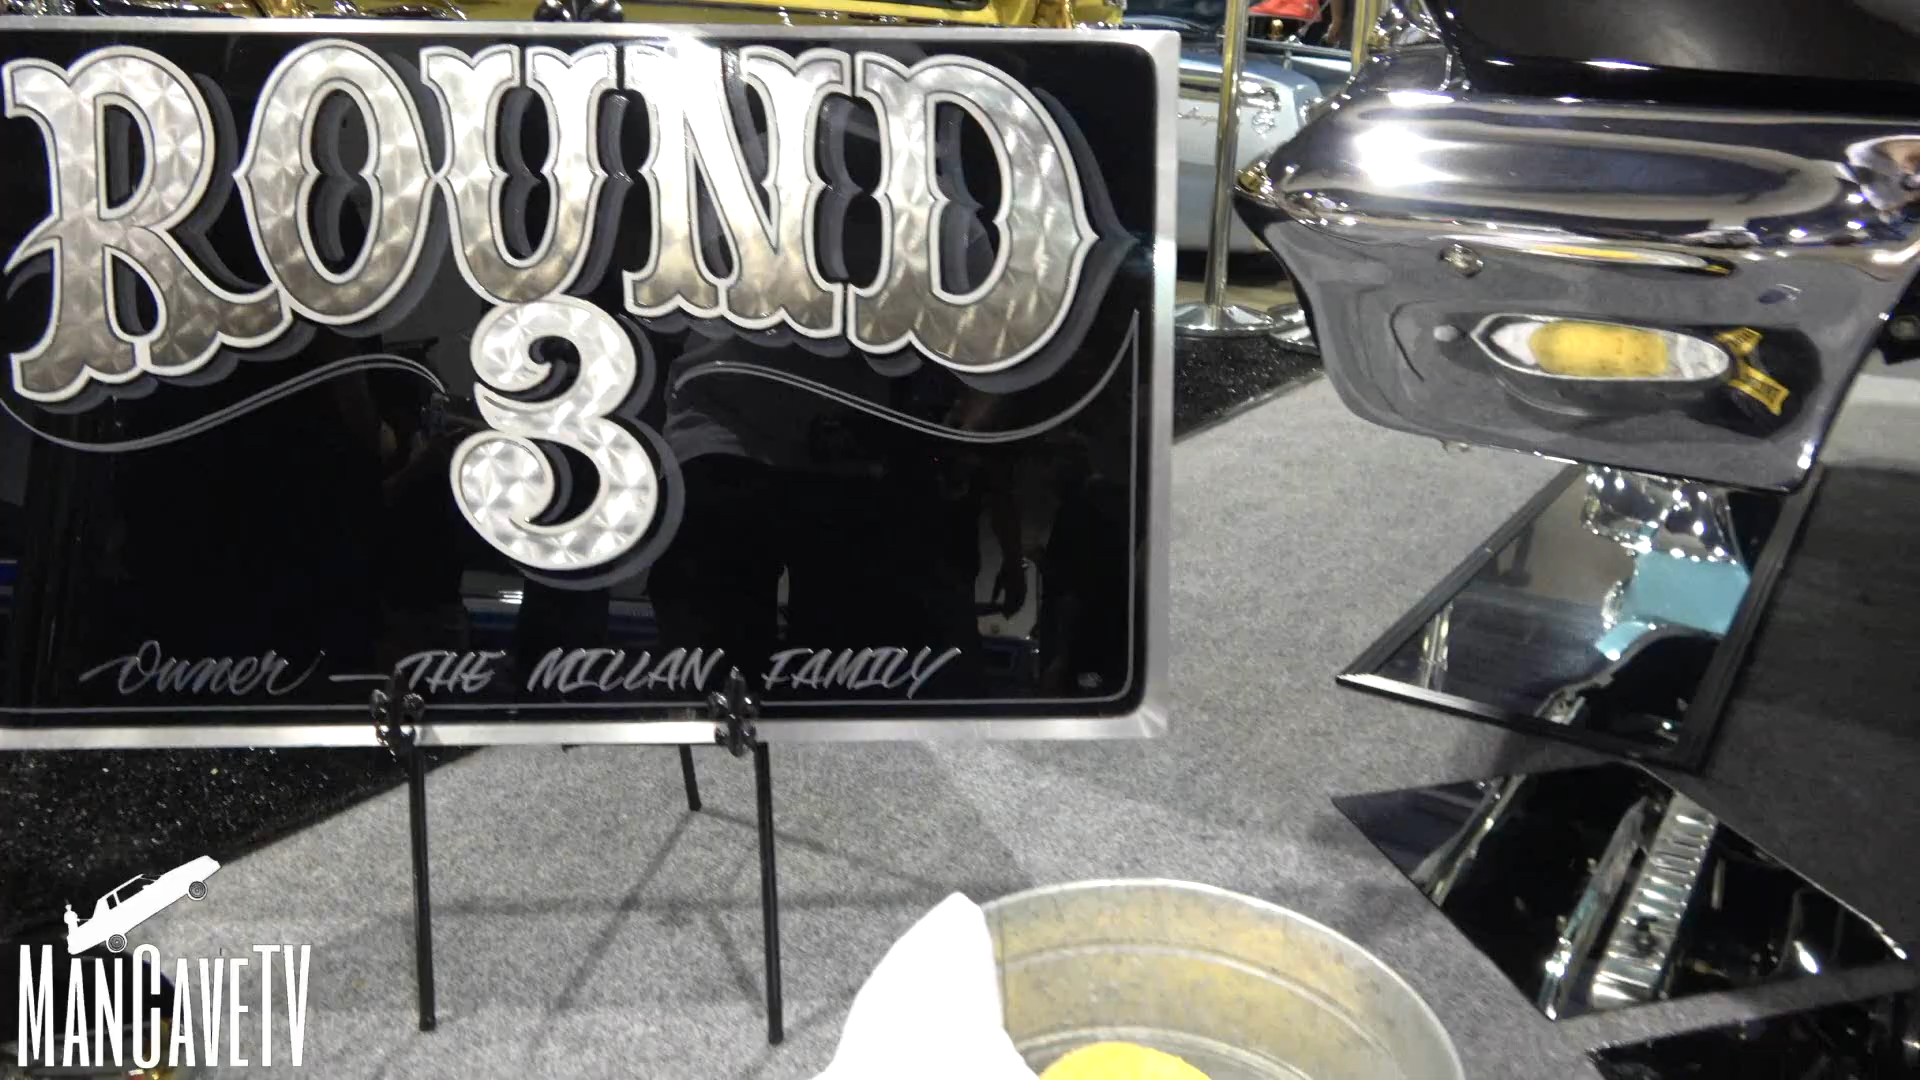 ROUND
3
Owner — THE MILLAN FAMILY
MANCAVETV